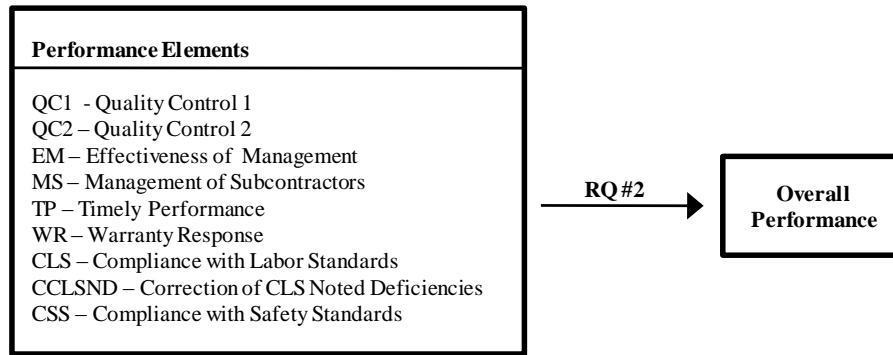 Performance Elements
QC1 - Quality Control 1
QC2 – Quality Control 2
EM – Effectiveness of Management
MS – Management of Subcontractors
TP – Timely Performance
WR – Warranty Response
CLS – Compliance with Labor Standards
CCLSND – Correction of CLS Noted Deficiencies
CSS – Compliance with Safety Standards
RQ #2
Overall
Performance